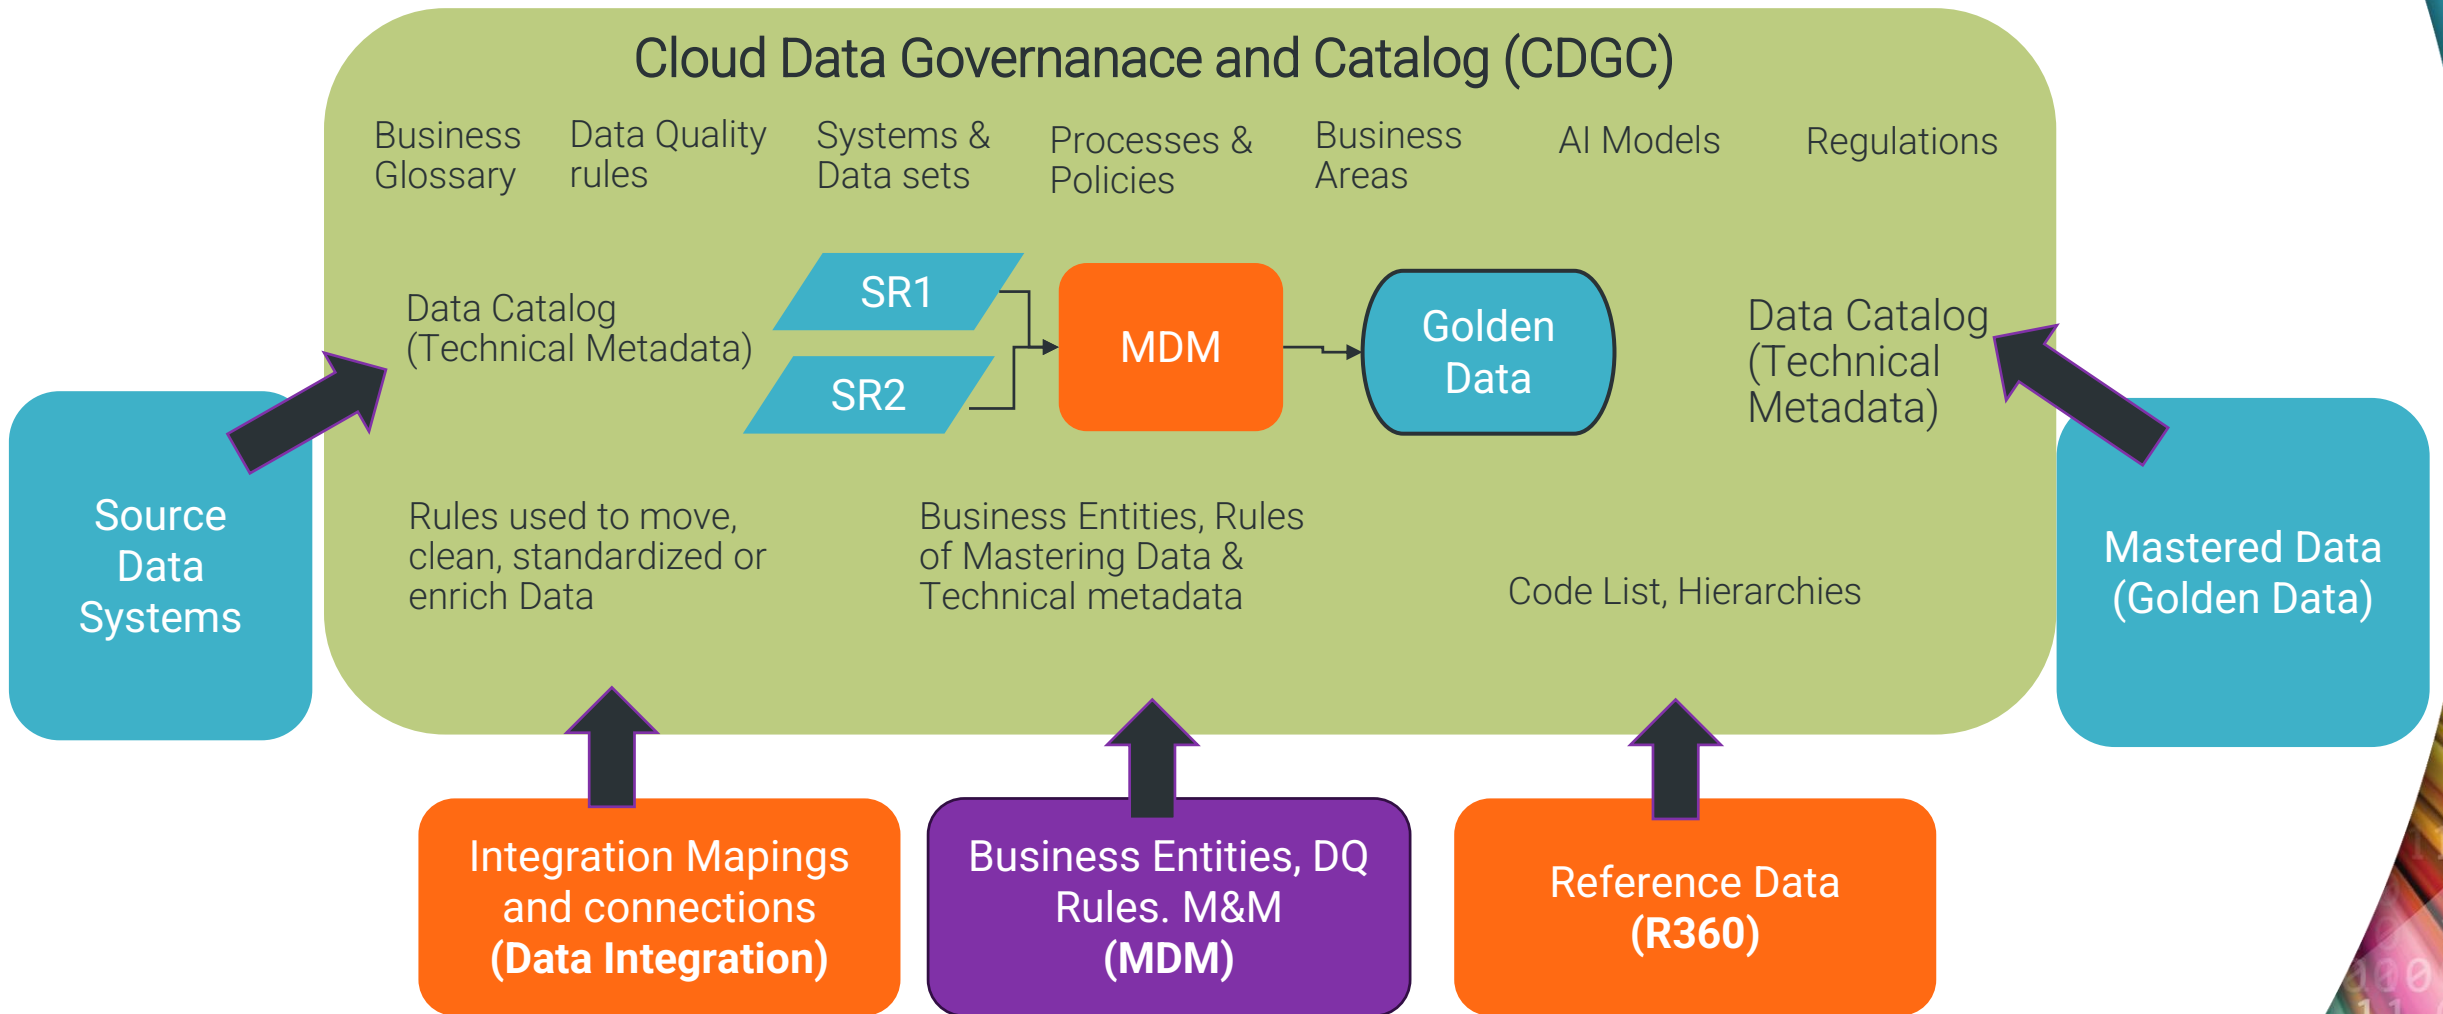 Cloud Data Governanace and Catalog (CDGC)
Business
Glossary
Data Quality
rules
Systems &
Data sets
Processes &
Policies
Business
Areas
AI Models
Regulations
Data Catalog
(Technical Metadata)
SR1
SR2
MDM
Golden
Data
Data Catalog
(Technical
Metadata)
Source
Data
Systems
Rules used to move,
clean, standardized or
enrich Data
Business Entities, Rules
of Mastering Data &
Technical metadata
Code List, Hierarchies
Mastered Data
(Golden Data)
Integration Mapings
and connections
(Data Integration)
Business Entities, DQ
Rules. M&M
(MDM)
Reference Data
(R360)